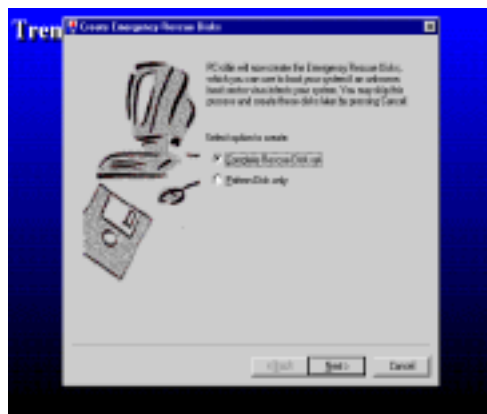 Tren
Create Emergency Rescue Disks
PC-cillin will now create the Emergency Rescue Disks,
which you can use to boot your system if an unknown
boot sector virus infects your system. You may skip this
process and create these disks later by pressing Cancel.
Select option to create:
Complete Rescue Disk set
Pattern Disk only
< Back
Next >
Cancel